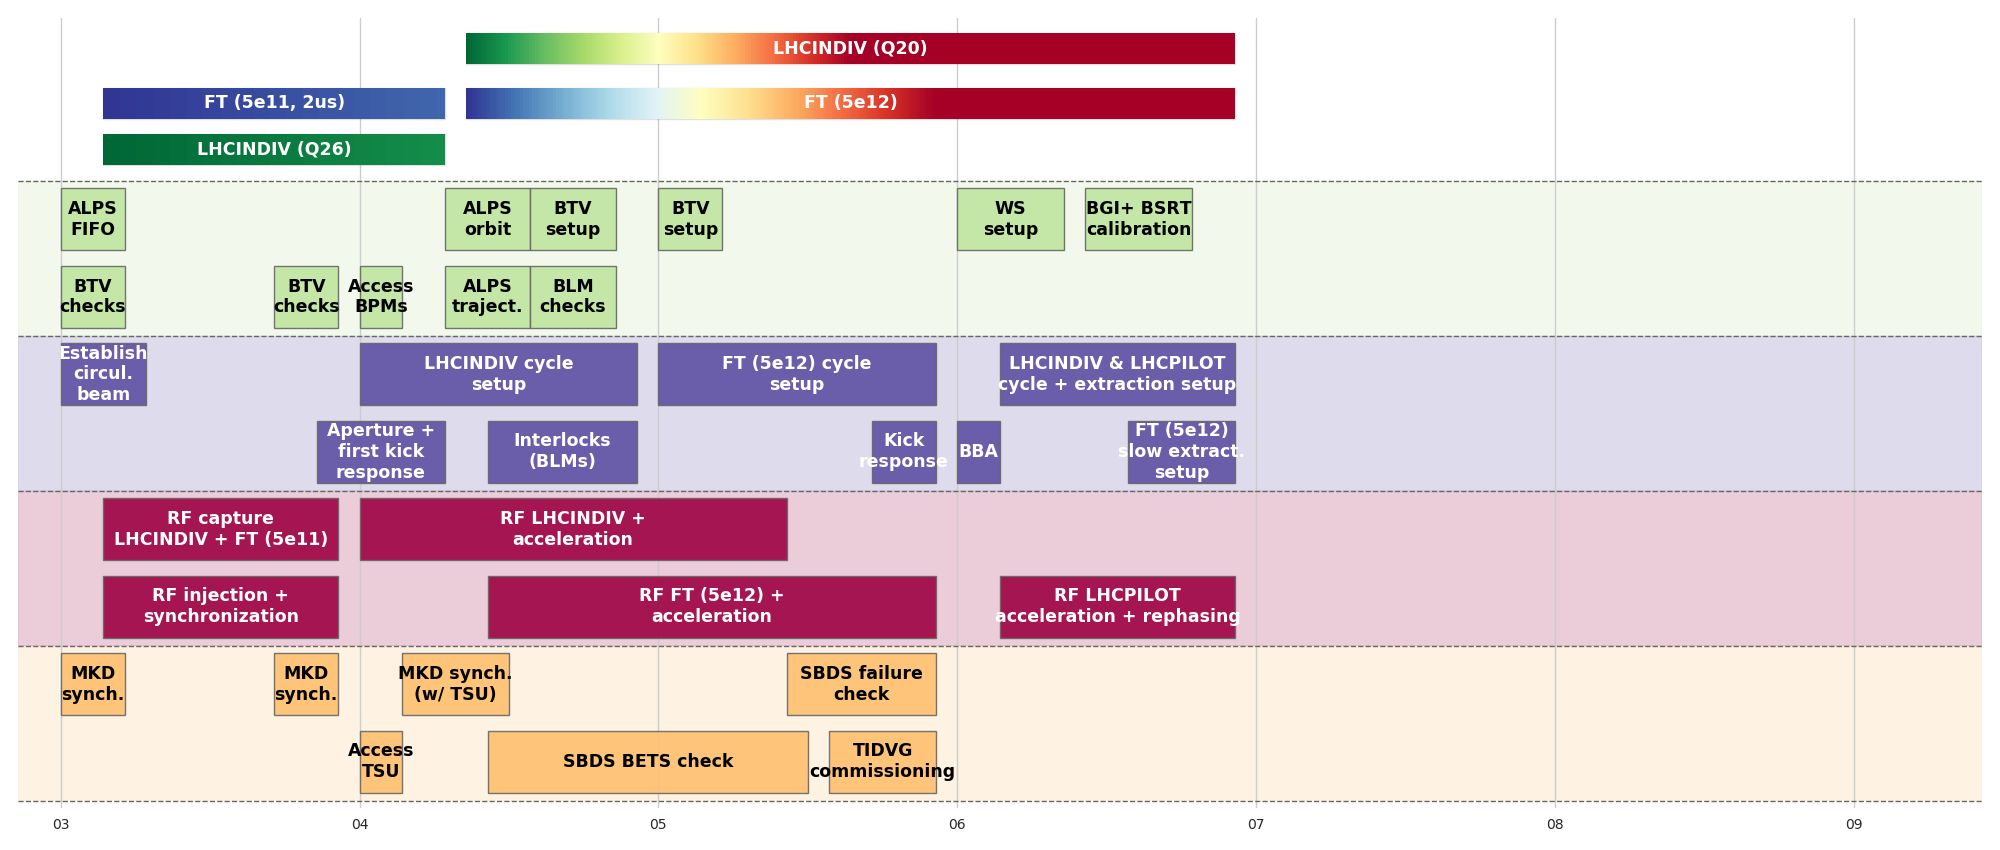 LHCINDIV (Q20)
FT (5e11, 2us)
FT (5e12)
LHCINDIV (Q26)
ALPS
FIFO
ALPS
orbit
BTV
setup
BTV
setup
WS
setup
BGI+ BSRT
calibration
BTV
checks
BTV
checks
Access
BPMs
ALPS
traject.
BLM
checks
Establish
circul.
beam
LHCINDIV cycle
setup
FT (5e12) cycle
setup
LHCINDIV & LHCPILOT
cycle + extraction setup
Aperture +
first kick
response
Interlocks
(BLMs)
Kick
response
BBA
FT (5e12)
slow extract.
setup
RF capture
LHCINDIV + FT (5e11)
RF LHCINDIV +
acceleration
RF injection +
synchronization
RF FT (5e12) +
acceleration
RF LHCPILOT
acceleration + rephasing
MKD
synch.
MKD
synch.
MKD synch.
(w/ TSU)
SBDS failure
check
Access
TSU
SBDS BETS check
TIDVG
commissioning
03 04 05 06 07 08 09